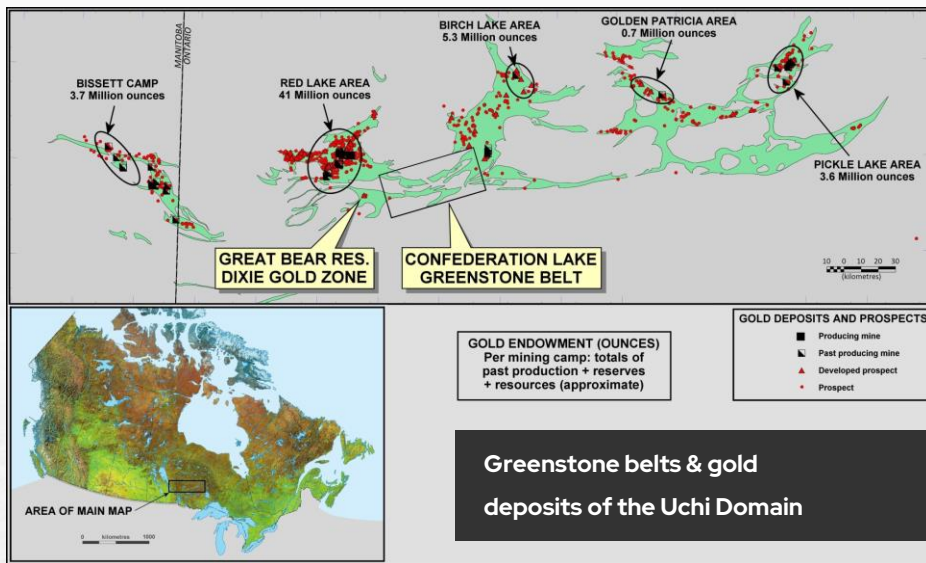 BIRCH LAKE AREA
5.3 Million ounces
GOLDEN PATRICIA AREA
0.7 Million ounces
MANITOBA
ONTARIO
BISSETT CAMP
3.7 Million ounces
RED LAKE AREA
41 Million ounces
PICKLE LAKE AREA
3.6 Million ounces
GREAT BEAR RES.
DIXIE GOLD ZONE
CONFEDERATION LAKE
GREENSTONE BELT
10 0 10 20 30
(kilometres)
GOLD ENDOWMENT (OUNCES)
Per mining camp: totals of
past production + reserves
+ resources (approximate)
GOLD DEPOSITS AND PROSPECTS
Producing mine
Past producing mine
Developed prospect
Prospect
AREA OF MAIN MAP
0 kilometres 1000
Greenstone belts & gold
deposits of the Uchi Domain